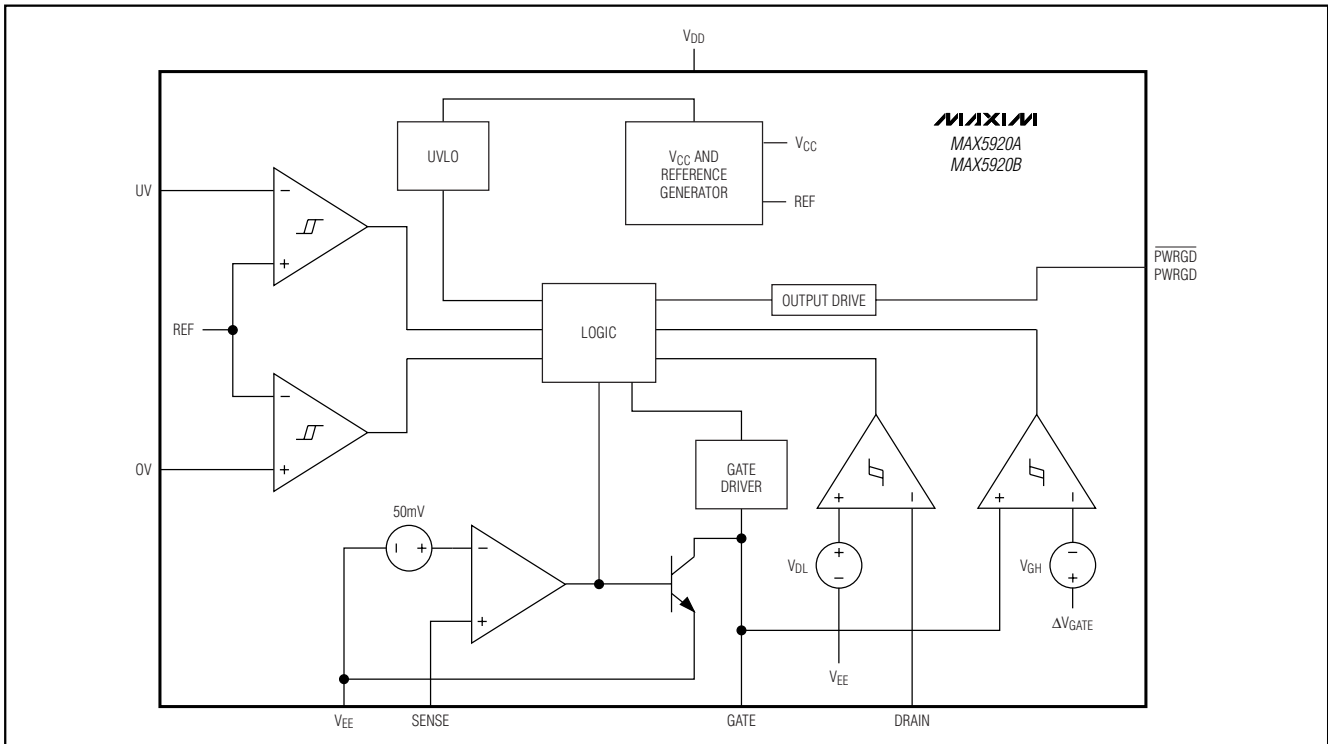 VDD
MAXIM
MAX5920A
MAX5920B
UVLO
VCC AND
REFERENCE
GENERATOR
VCC
REF
UV
−
+
REF
−
+
OV
PWRGD
PWRGD
OUTPUT DRIVE
LOGIC
GATE
DRIVER
50mV
− +
−
+
+ −
+ −
VDL
+
−
VGH
−
+
ΔVGATE
VEE
VEE
SENSE
GATE
DRAIN